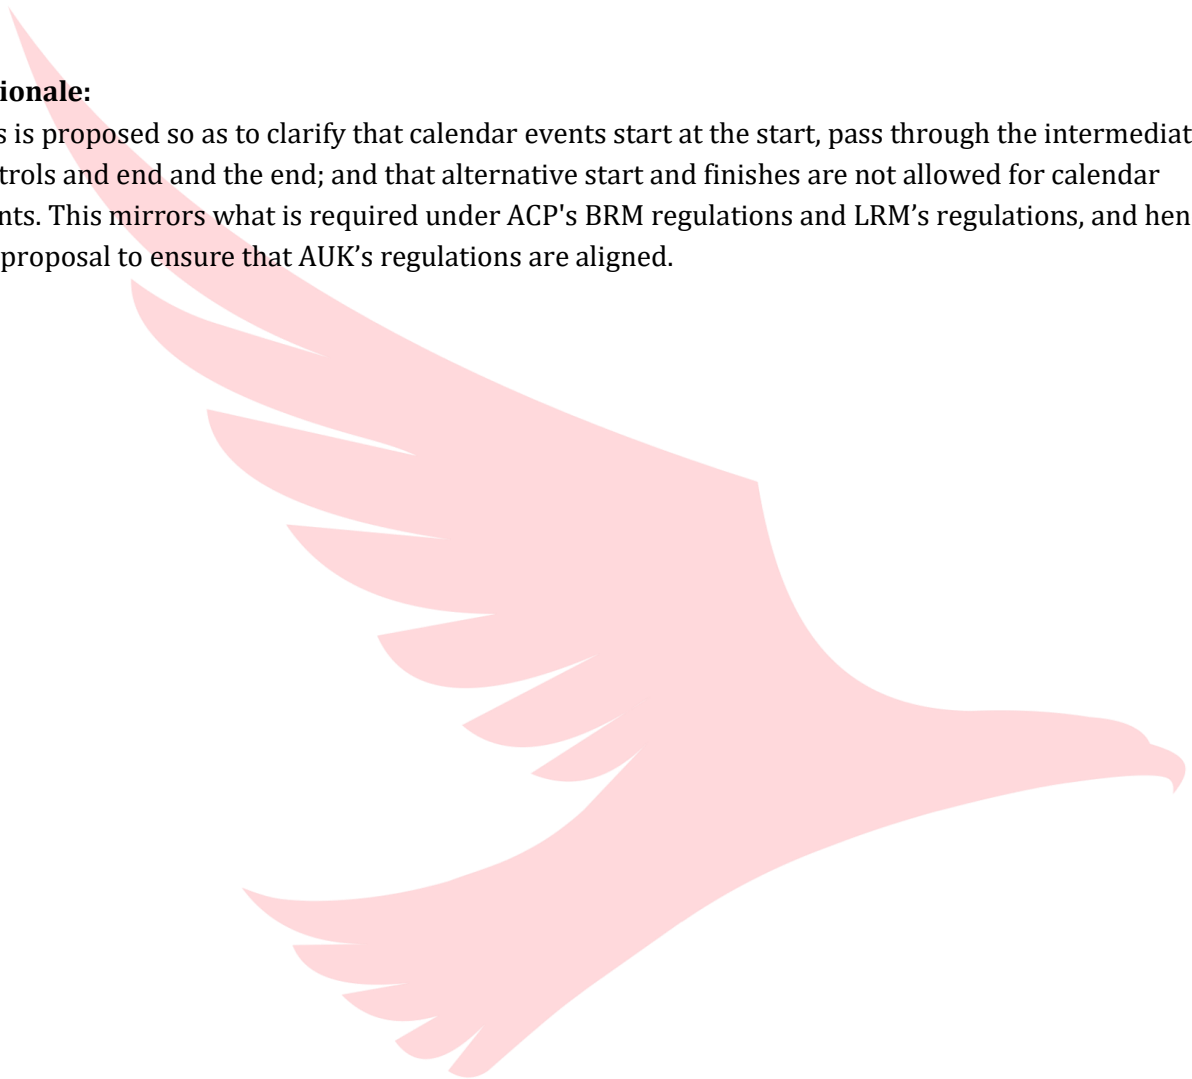 ionale:
s is proposed so as to clarify that calendar events start at the start, pass through the intermediat
trols and end and the end; and that alternative start and finishes are not allowed for calendar
nts. This mirrors what is required under ACP's BRM regulations and LRM’s regulations, and hen
proposal to ensure that AUK’s regulations are aligned.